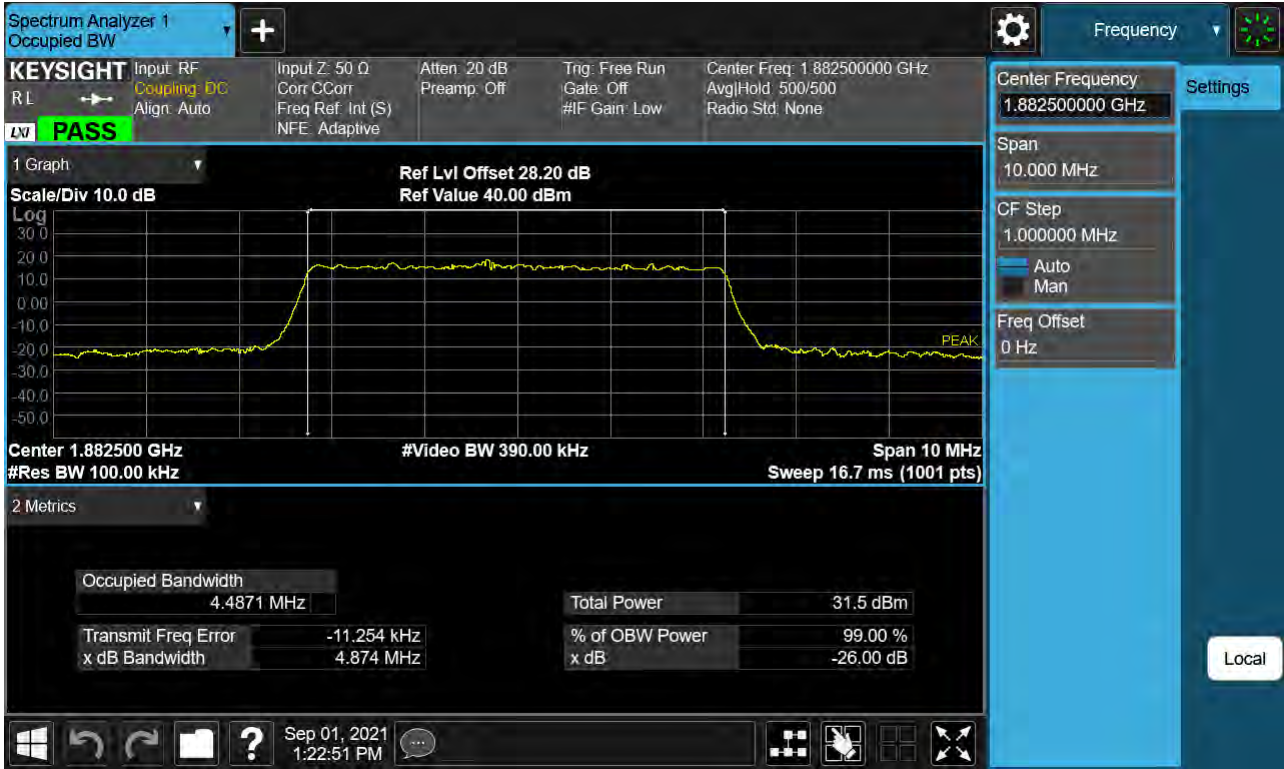 Spectrum Analyzer 1
Occupied BW
Frequency
KEYSIGHT
R L
LXI PASS
Input: RF
Coupling: DC
Align: Auto
Input Z: 50 Ω
Corr CCorr
Freq Ref: Int (S)
NFE: Adaptive
Atten: 20 dB
Preamp: Off
Trig: Free Run
Gate: Off
#IF Gain: Low
Center Freq: 1.882500000 GHz
Avg|Hold: 500/500
Radio Std: None
1 Graph
Scale/Div 10.0 dB
Ref Lvl Offset 28.20 dB
Ref Value 40.00 dBm
Log
30.0
20.0
10.0
0.00
-10.0
-20.0
-30.0
-40.0
-50.0
PEAK
Center 1.882500 GHz
#Video BW 390.00 kHz
Span 10 MHz
#Res BW 100.00 kHz
Sweep 16.7 ms (1001 pts)
2 Metrics
Occupied Bandwidth
4.4871 MHz
Total Power 31.5 dBm
Transmit Freq Error -11.254 kHz
% of OBW Power 99.00 %
x dB Bandwidth 4.874 MHz
x dB -26.00 dB
Center Frequency
1.882500000 GHz
Settings
Span
10.000 MHz
CF Step
1.000000 MHz
Auto
Man
Freq Offset
0 Hz
Local
?
Sep 01, 2021
1:22:51 PM